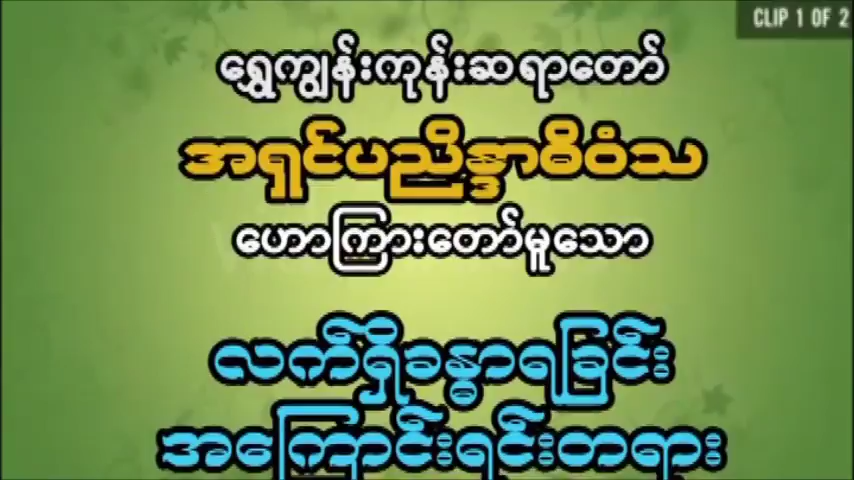 CLIP 1 OF 2
ရွှေကျွန်းကုန်းဆရာတော်
အရှင်ပညိန္ဒာဓိဝံသ
ဟောကြားတော်မူသော
လက်ရှိခန္ဓာရခြင်း
အကြောင်းရင်းတရား